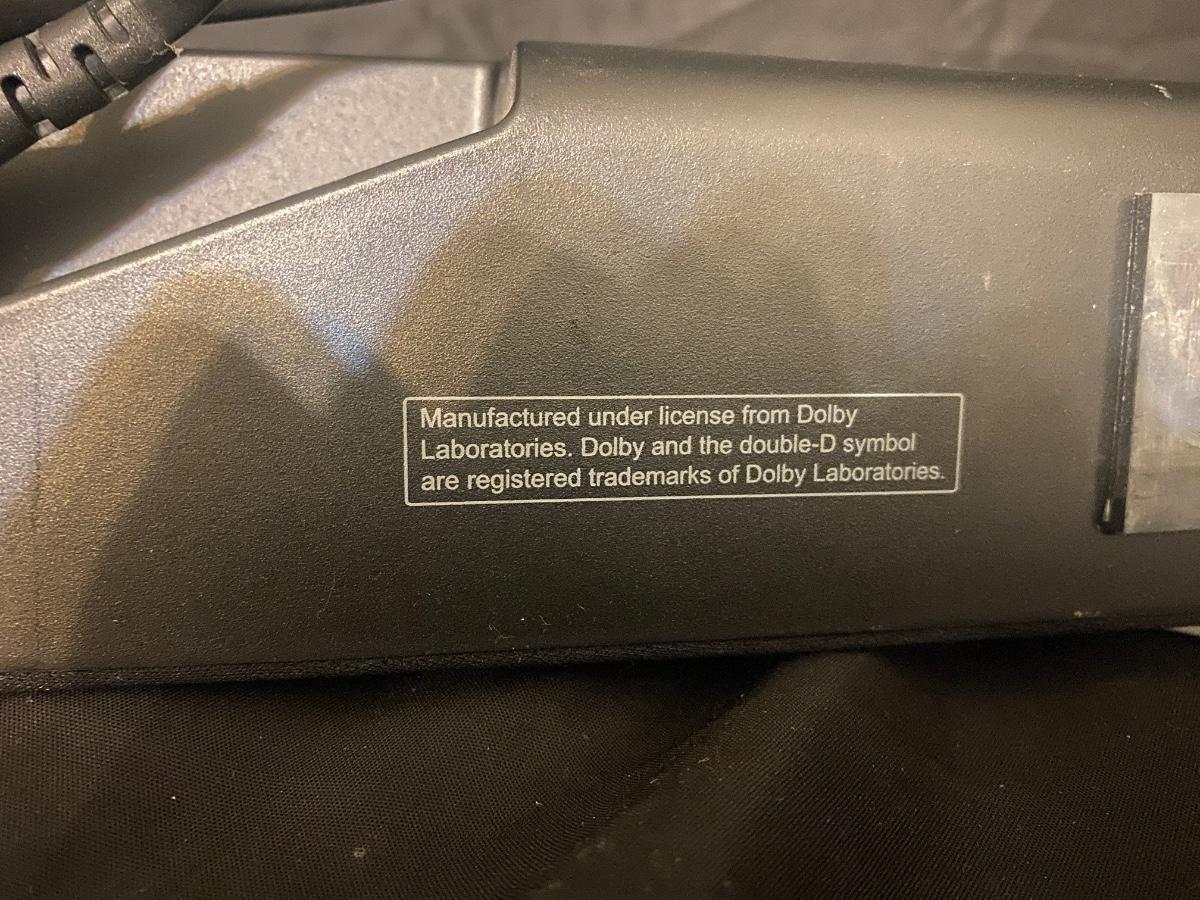 Manufactured under license from Dolby
Laboratories. Dolby and the double-D symbol
are registered trademarks of Dolby Laboratories.